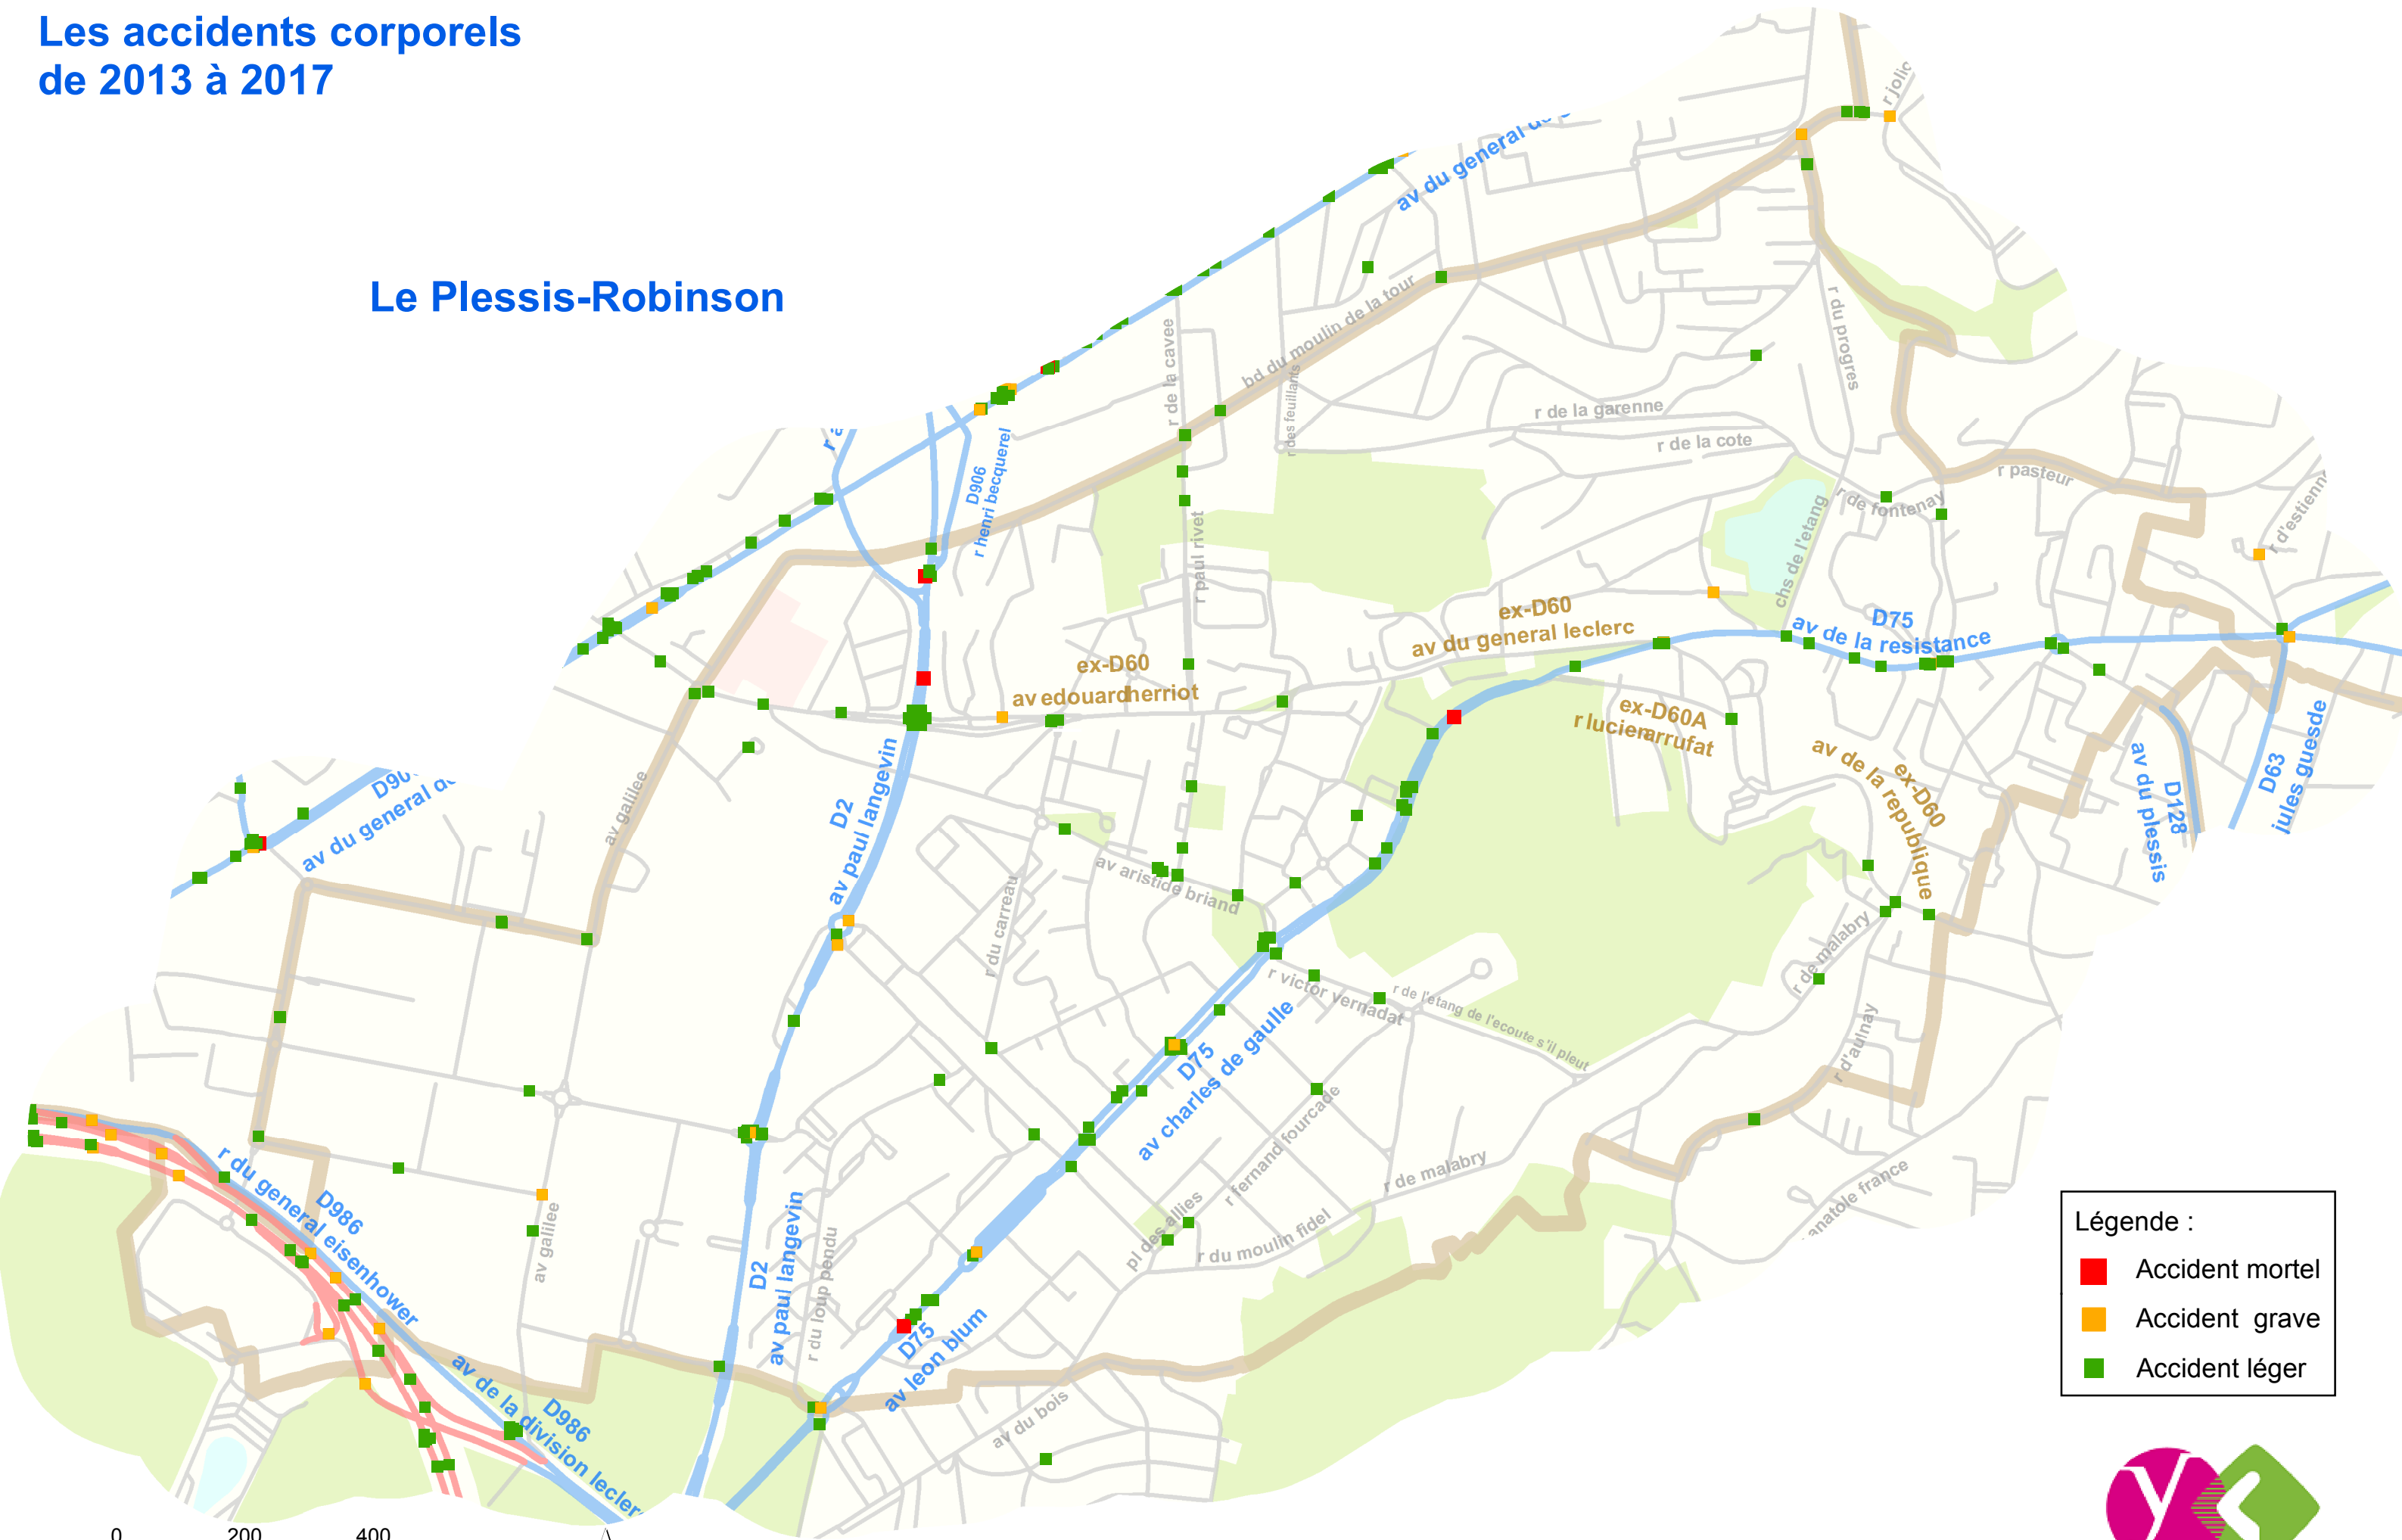 Les accidents corporels
de 2013 à 2017
Le Plessis-Robinson
av du general
r du progres
r de la cavee
bd du moulin de la tour
r des feuillants
r de la garenne
r de la cote
D906
r henri becquerel
r pasteur
r de fontenay
chs de l'etang
r paul rivet
ex-D60
av du general leclerc
D75
av de la resistance
ex-D60
av edouard herriot
ex-D60A
r lucien arrufat
ex-D60
av de la republique
D128
av du plessis
D63
jules guesde
av du general
av galilee
D2
av paul langevin
r du carreau
av aristide briand
r victor vernadat
r de l'etang de l'ecoute s'il pleut
r de malabry
r d'aulnay
D75
av charles de gaulle
r fernand fourcade
r de malabry
pl des allies
r du moulin fidel
anatole france
D986
r du general eisenhower
av galilee
D2
av paul langevin
r du loup pendu
D75
av leon blum
av du bois
D986
av de la division lecler
Légende :
Accident mortel
Accident grave
Accident léger
0 200 400